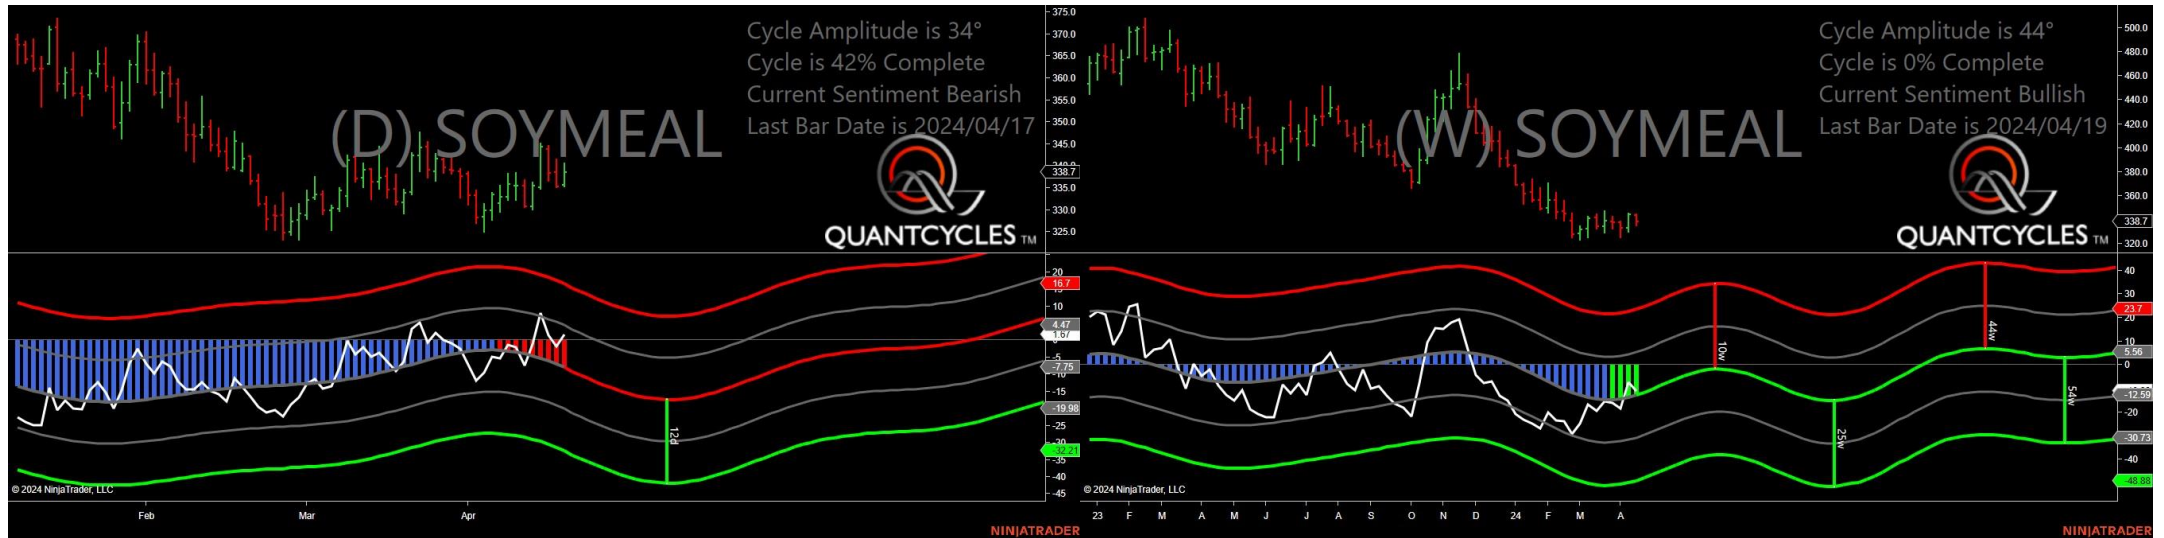 Cycle Amplitude is 34°
Cycle is 42% Complete
Current Sentiment Bearish
Last Bar Date is 2024/04/17
(D) SOYMEAL
QUANTCYCLES TM
375.0
370.0
365.0
360.0
355.0
350.0
345.0
338.7
335.0
330.0
325.0
20
16.7
10
4.47
1.67
-5
-7.75
-10
-15
-19.98
-25
-30
-32.21
-35
-40
-45
12d
© 2024 NinjaTrader, LLC
Feb
Mar
Apr
NINJATRADER
Cycle Amplitude is 44°
Cycle is 0% Complete
Current Sentiment Bullish
Last Bar Date is 2024/04/19
(W) SOYMEAL
QUANTCYCLES TM
500.0
480.0
460.0
440.0
420.0
400.0
380.0
360.0
338.7
320.0
40
30
23.7
20
10
5.56
0
-12.59
-20
-30.73
-40
-48.88
10w
25w
44w
54w
© 2024 NinjaTrader, LLC
23 F M A M J J A S O N D 24 F M A
NINJATRADER